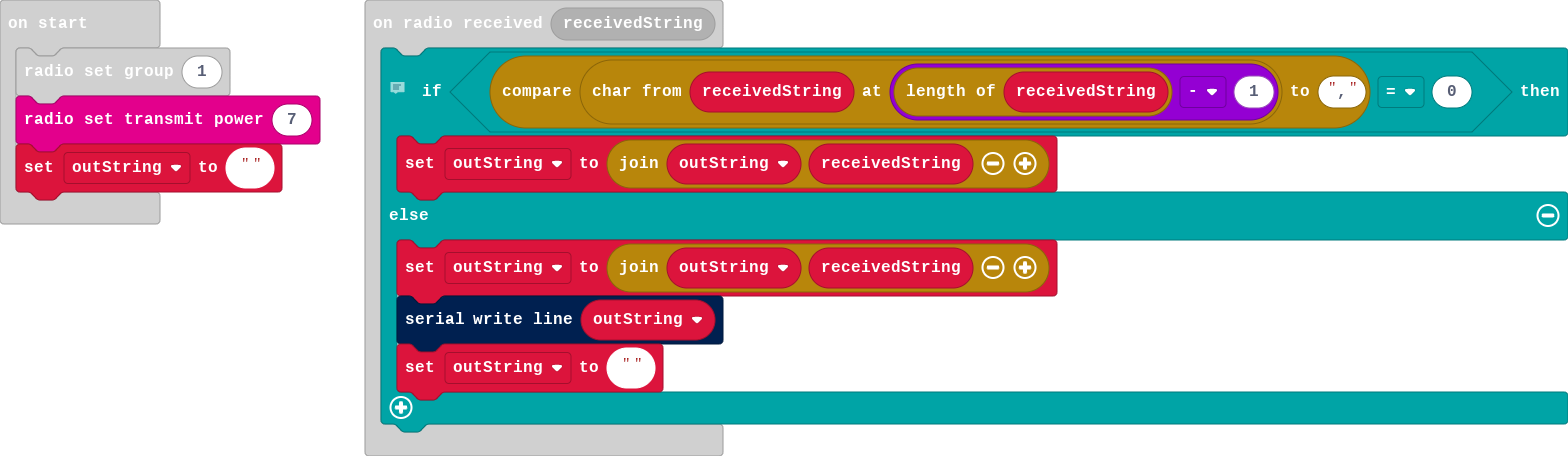 on start
radio set group 1
radio set transmit power 7
set outString to " "
on radio received receivedString
if compare char from receivedString at length of receivedString - 1 to "," = 0 then
set outString to join outString receivedString
else
set outString to join outString receivedString
serial write line outString
set outString to " "